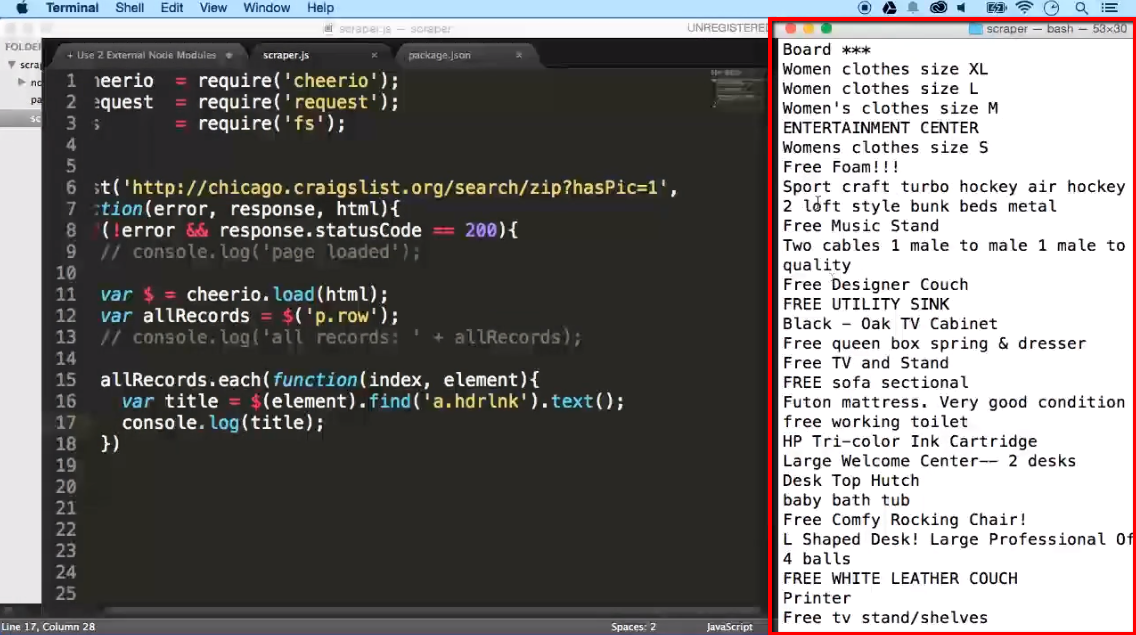 Terminal Shell Edit View Window Help
scraper.js — scraper
UNREGISTERED
scraper — bash — 53×30
FOLDER
scra
no
pa
sc
+ Use 2 External Node Modules
scraper.js
package.json
1 heerio = require('cheerio');
2 equest = require('request');
3 s = require('fs');
4
5
6 st('http://chicago.craigslist.org/search/zip?hasPic=1',
7 ction(error, response, html){
8 (!error && response.statusCode == 200){
9 // console.log('page loaded');
10
11 var $ = cheerio.load(html);
12 var allRecords = $('p.row');
13 // console.log('all records: ' + allRecords);
14
15 allRecords.each(function(index, element){
16 var title = $(element).find('a.hdrlnk').text();
17 console.log(title);
18 })
19
20
21
22
23
24
25
Line 17, Column 28
Spaces: 2
JavaScript
Board ***
Women clothes size XL
Women clothes size L
Women's clothes size M
ENTERTAINMENT CENTER
Womens clothes size S
Free Foam!!!
Sport craft turbo hockey air hockey
2 loft style bunk beds metal
Free Music Stand
Two cables 1 male to male 1 male to
quality
Free Designer Couch
FREE UTILITY SINK
Black - Oak TV Cabinet
Free queen box spring & dresser
Free TV and Stand
FREE sofa sectional
Futon mattress. Very good condition
free working toilet
HP Tri-color Ink Cartridge
Large Welcome Center-- 2 desks
Desk Top Hutch
baby bath tub
Free Comfy Rocking Chair!
L Shaped Desk! Large Professional Of
4 balls
FREE WHITE LEATHER COUCH
Printer
Free tv stand/shelves